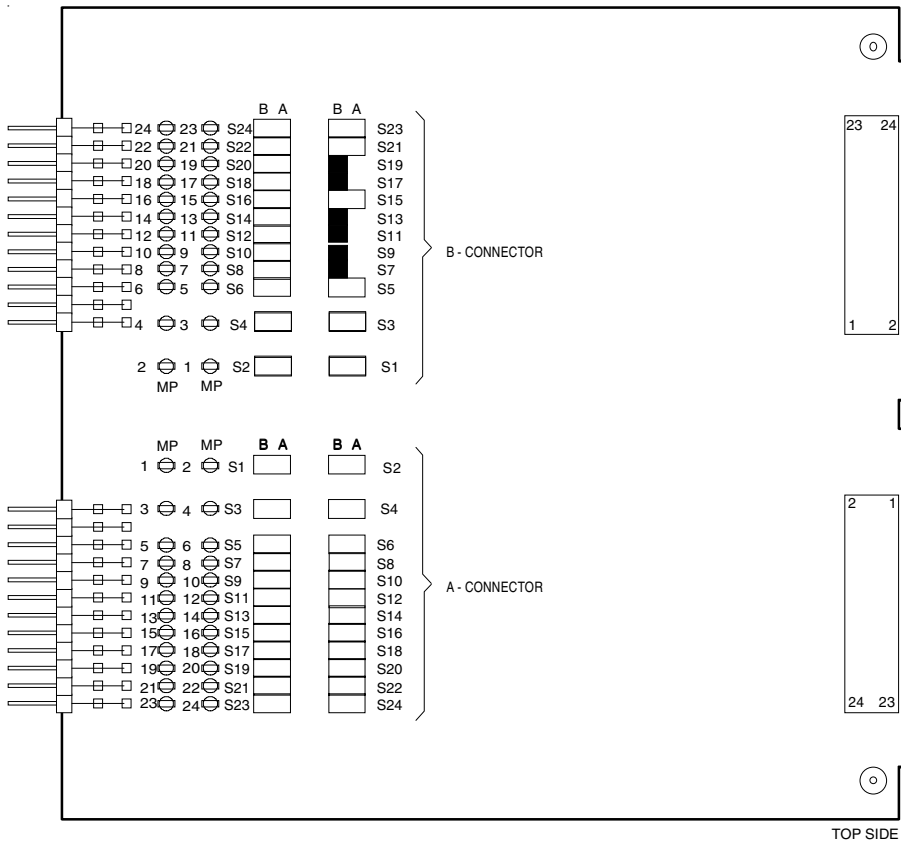 B A B A
24 23 S24 S23 23 24
22 21 S22 S21
20 19 S20 S19
18 17 S18 S17
16 15 S16 S15
14 13 S14 S13
12 11 S12 S11
10 9 S10 S9 B - CONNECTOR
8 7 S8 S7
6 5 S6 S5
4 3 S4 S3 1 2
2 1 S2 S1
MP MP
MP MP B A B A
1 2 S1 S2
3 4 S3 S4 2 1
5 6 S5 S6
7 8 S7 S8
9 10 S9 S10 A - CONNECTOR
11 12 S11 S12
13 14 S13 S14
15 16 S15 S16
17 18 S17 S18
19 20 S19 S20
21 22 S21 S22
23 24 S23 S24 24 23
TOP SIDE